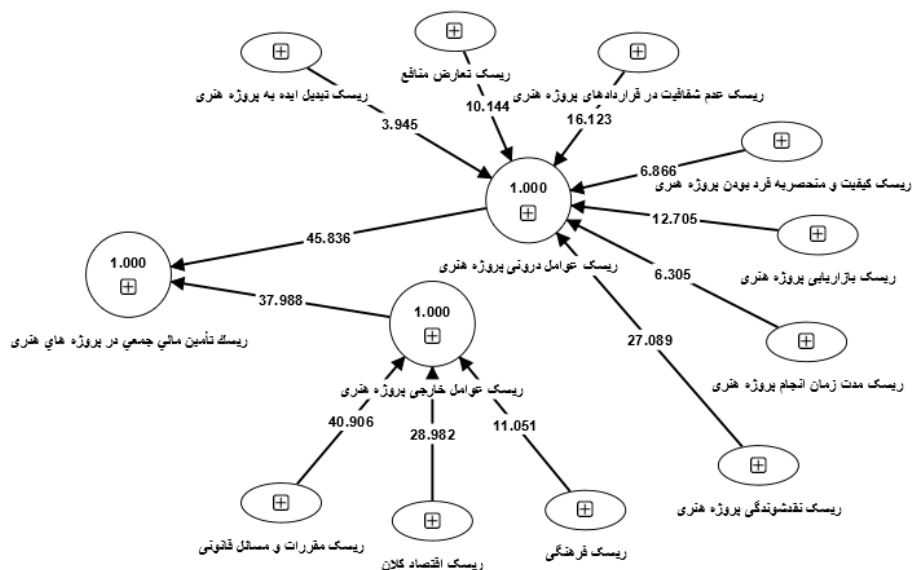 ریسک تبدیل ایده به پروژه هنری
ریسک تعارض منافع
ریسک عدم شفافیت در قراردادهای پروژه هنری
3.945
10.144
16.123
ریسک کیفیت و منحصربه فرد بودن پروژه هنری
6.866
1.000
12.705
ریسک بازاریابی پروژه هنری
ریسک عوامل درونی پروژه هنری
6.305
45.836
1.000
37.988
ریسك تأمين مالي جمعي در پروژه هاي هنری
1.000
27.089
ریسک مدت زمان انجام پروژه هنری
ریسک عوامل خارجی پروژه هنری
40.906
28.982
11.051
ریسک نقدشوندگی پروژه هنری
ریسک مقررات و مسائل قانونی
ریسک اقتصاد کلان
ریسک فرهنگی